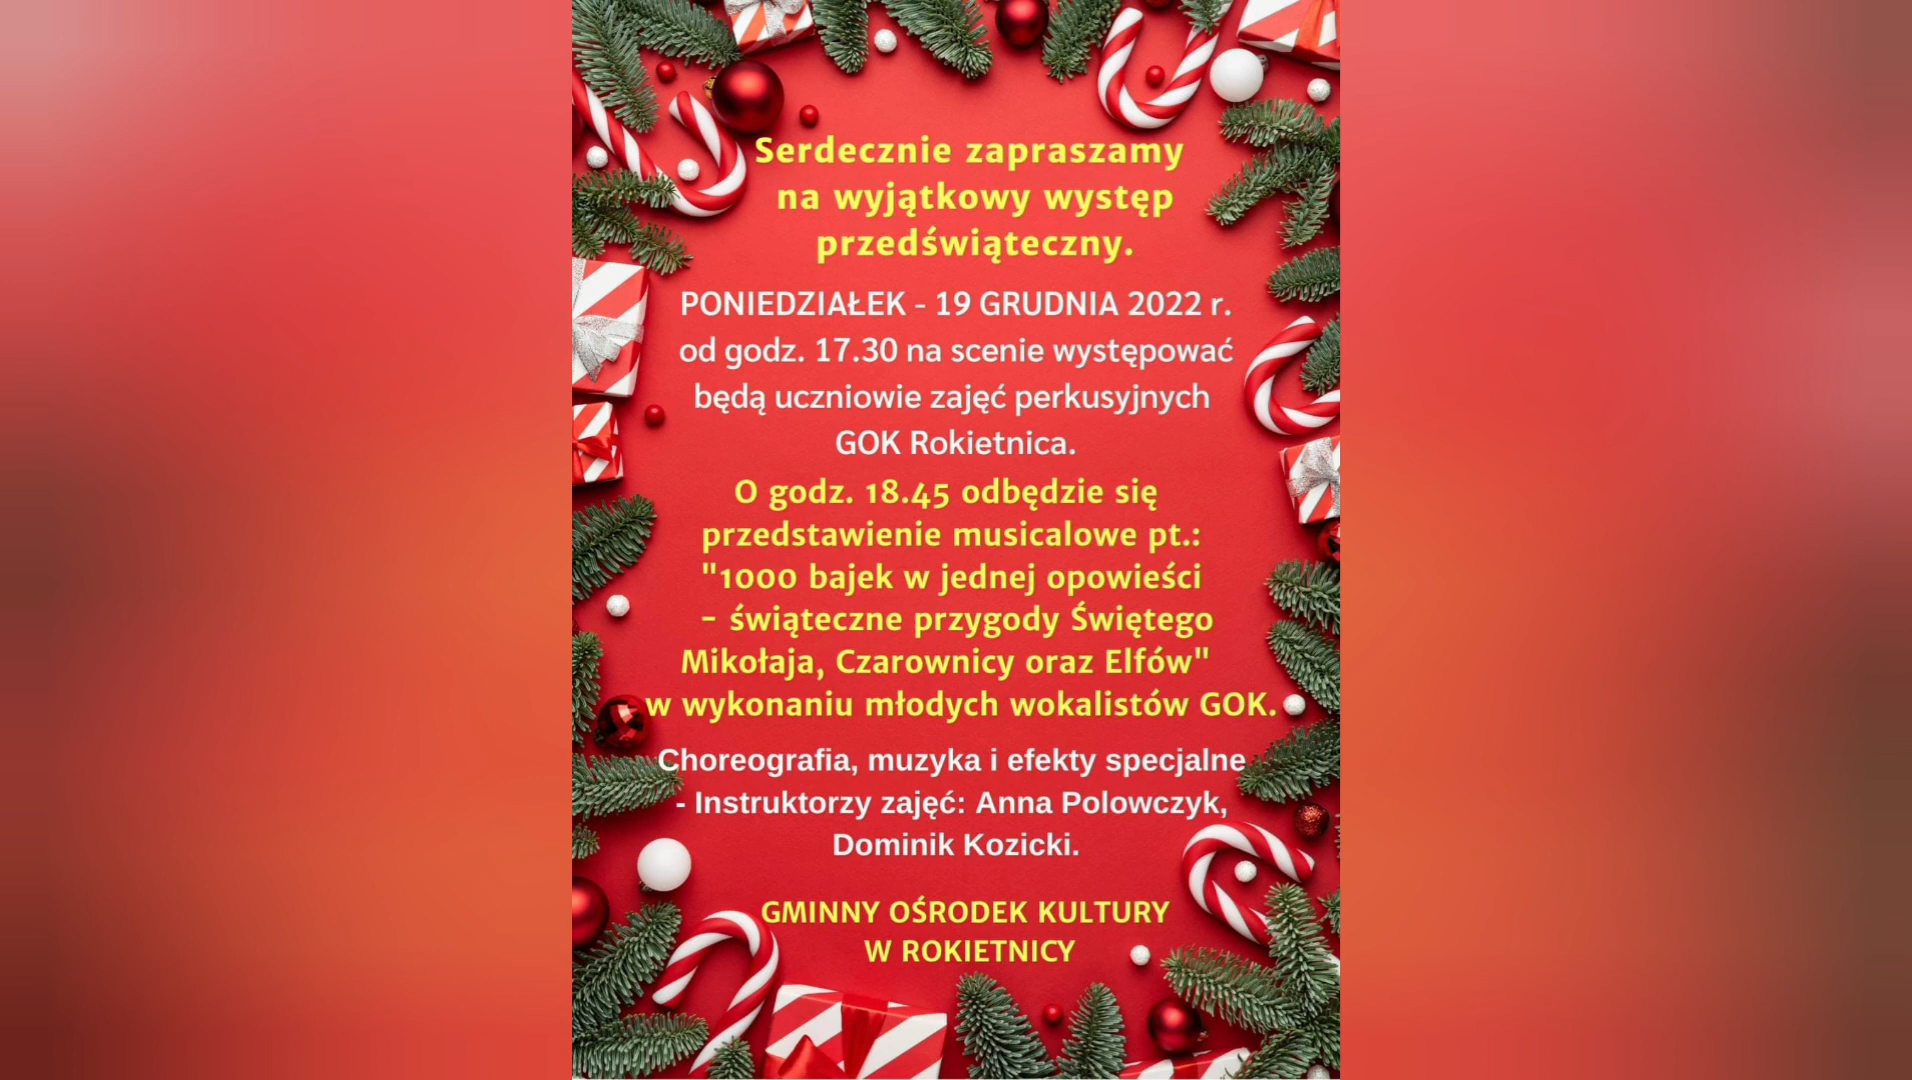 Serdecznie zapraszamy
na wyjątkowy występ
przedświąteczny.
PONIEDZIAŁEK - 19 GRUDNIA 2022 r.
od godz. 17.30 na scenie występować
będą uczniowie zajęć perkusyjnych
GOK Rokietnica.
O godz. 18.45 odbędzie się
przedstawienie musicalowe pt.:
"1000 bajek w jednej opowieści
- świąteczne przygody Świętego
Mikołaja, Czarownicy oraz Elfów"
w wykonaniu młodych wokalistów GOK.
Choreografia, muzyka i efekty specjalne
- Instruktorzy zajęć: Anna Polowczyk,
Dominik Kozicki.
GMINNY OŚRODEK KULTURY
W ROKIETNICY